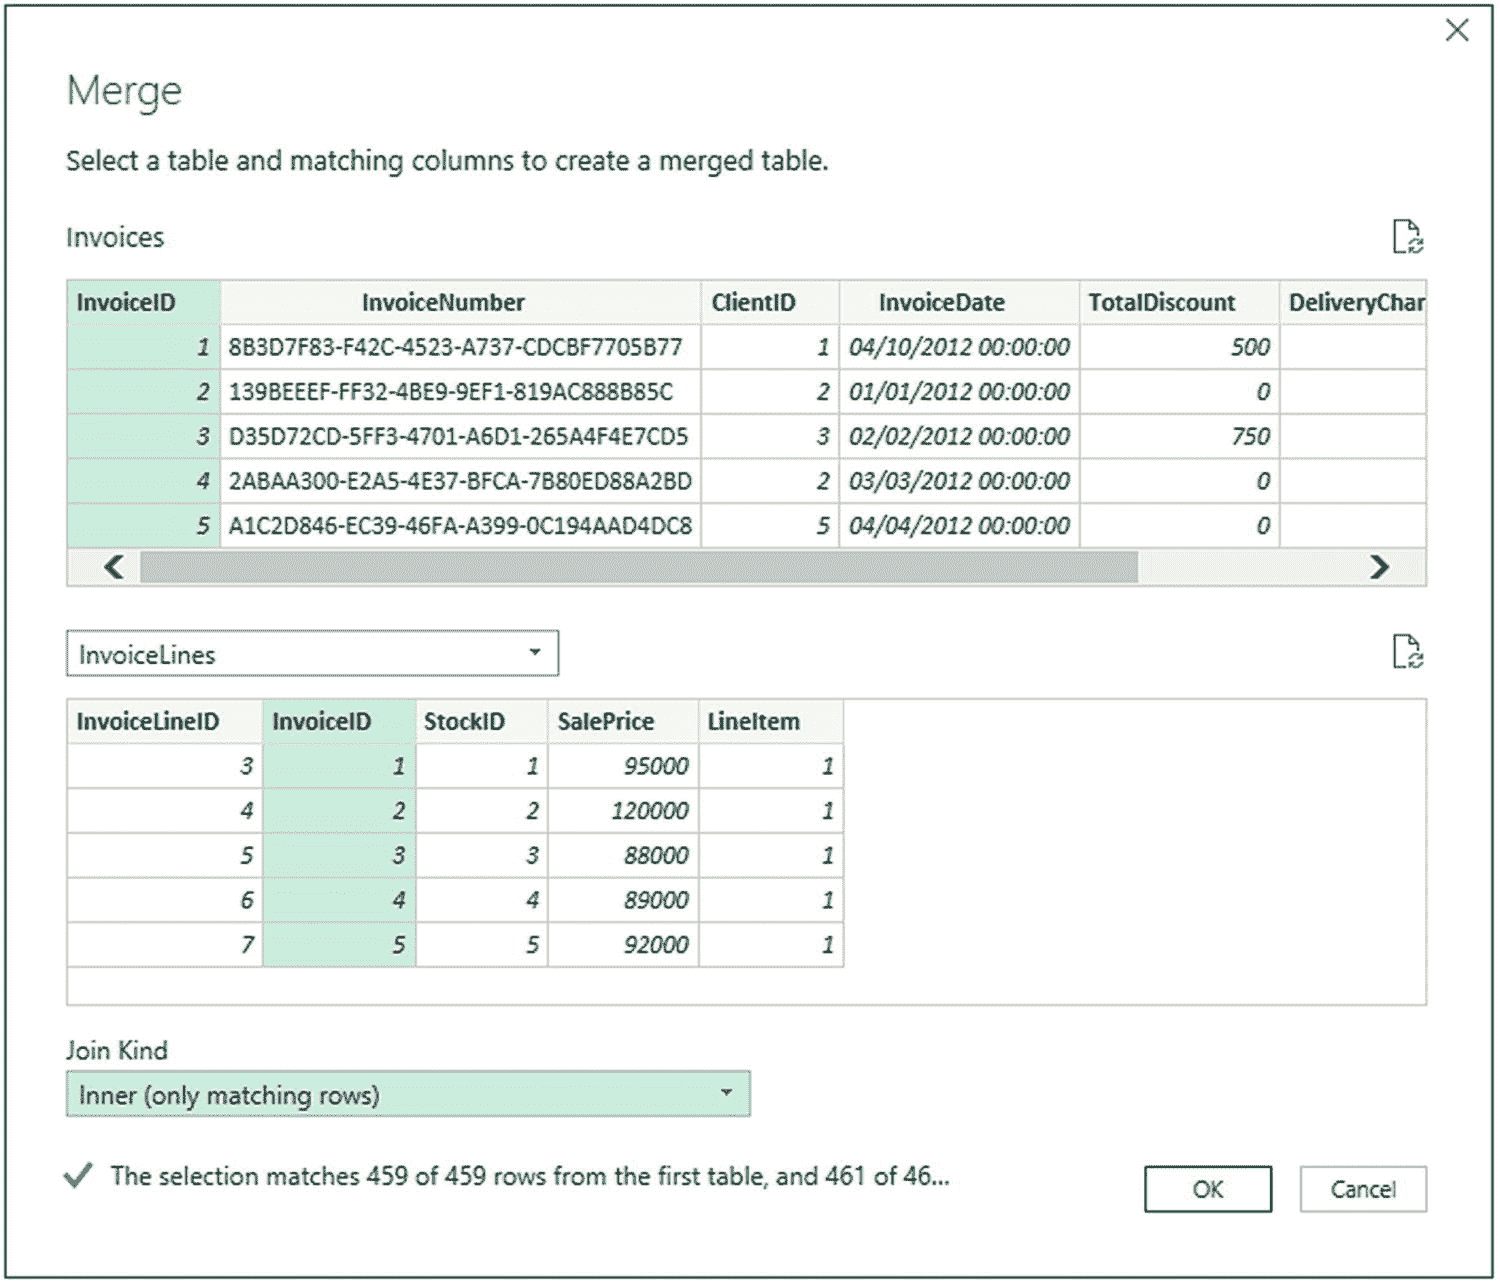 Merge
Select a table and matching columns to create a merged table.
Invoices
InvoiceID InvoiceNumber ClientID InvoiceDate TotalDiscount DeliveryChar
1 8B3D7F83-F42C-4523-A737-CDCBF7705B77 1 04/10/2012 00:00:00 500
2 139BEEEF-FF32-4BE9-9EF1-819AC888B85C 2 01/01/2012 00:00:00 0
3 D35D72CD-5FF3-4701-A6D1-265A4F4E7CD5 3 02/02/2012 00:00:00 750
4 2ABAA300-E2A5-4E37-BFCA-7B80ED88A2BD 2 03/03/2012 00:00:00 0
5 A1C2D846-EC39-46FA-A399-0C194AAD4DC8 5 04/04/2012 00:00:00 0
InvoiceLines
InvoiceLineID InvoiceID StockID SalePrice LineItem
3 1 1 95000 1
4 2 2 120000 1
5 3 3 88000 1
6 4 4 89000 1
7 5 5 92000 1
Join Kind
Inner (only matching rows)
The selection matches 459 of 459 rows from the first table, and 461 of 46...
OK Cancel